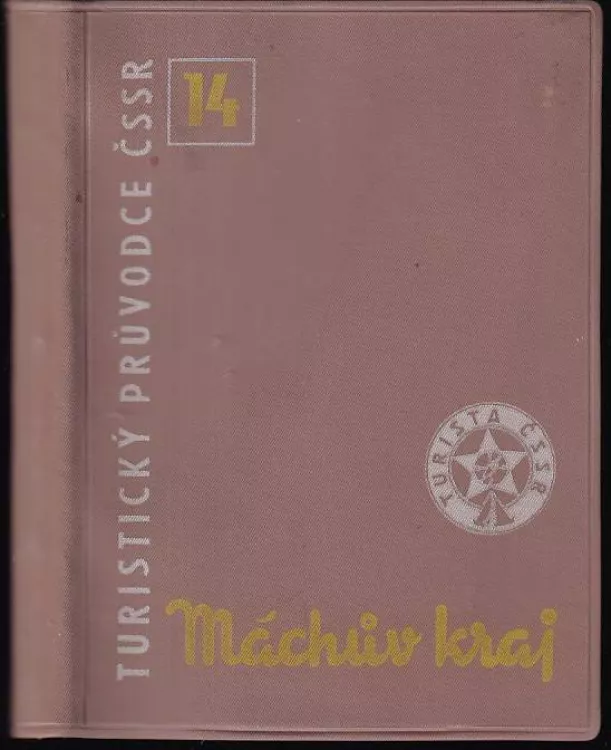 TURISTICKÝ PRŮVODCE ČSSR
14
TURISTA ČSSR
Máchův kraj